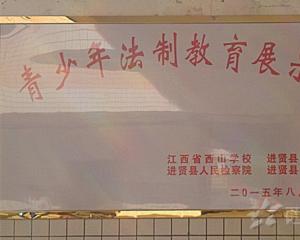 青少年法制教育展示
江西省西山学校 进贤县
进贤县人民检察院 进贤县
二〇一五年八